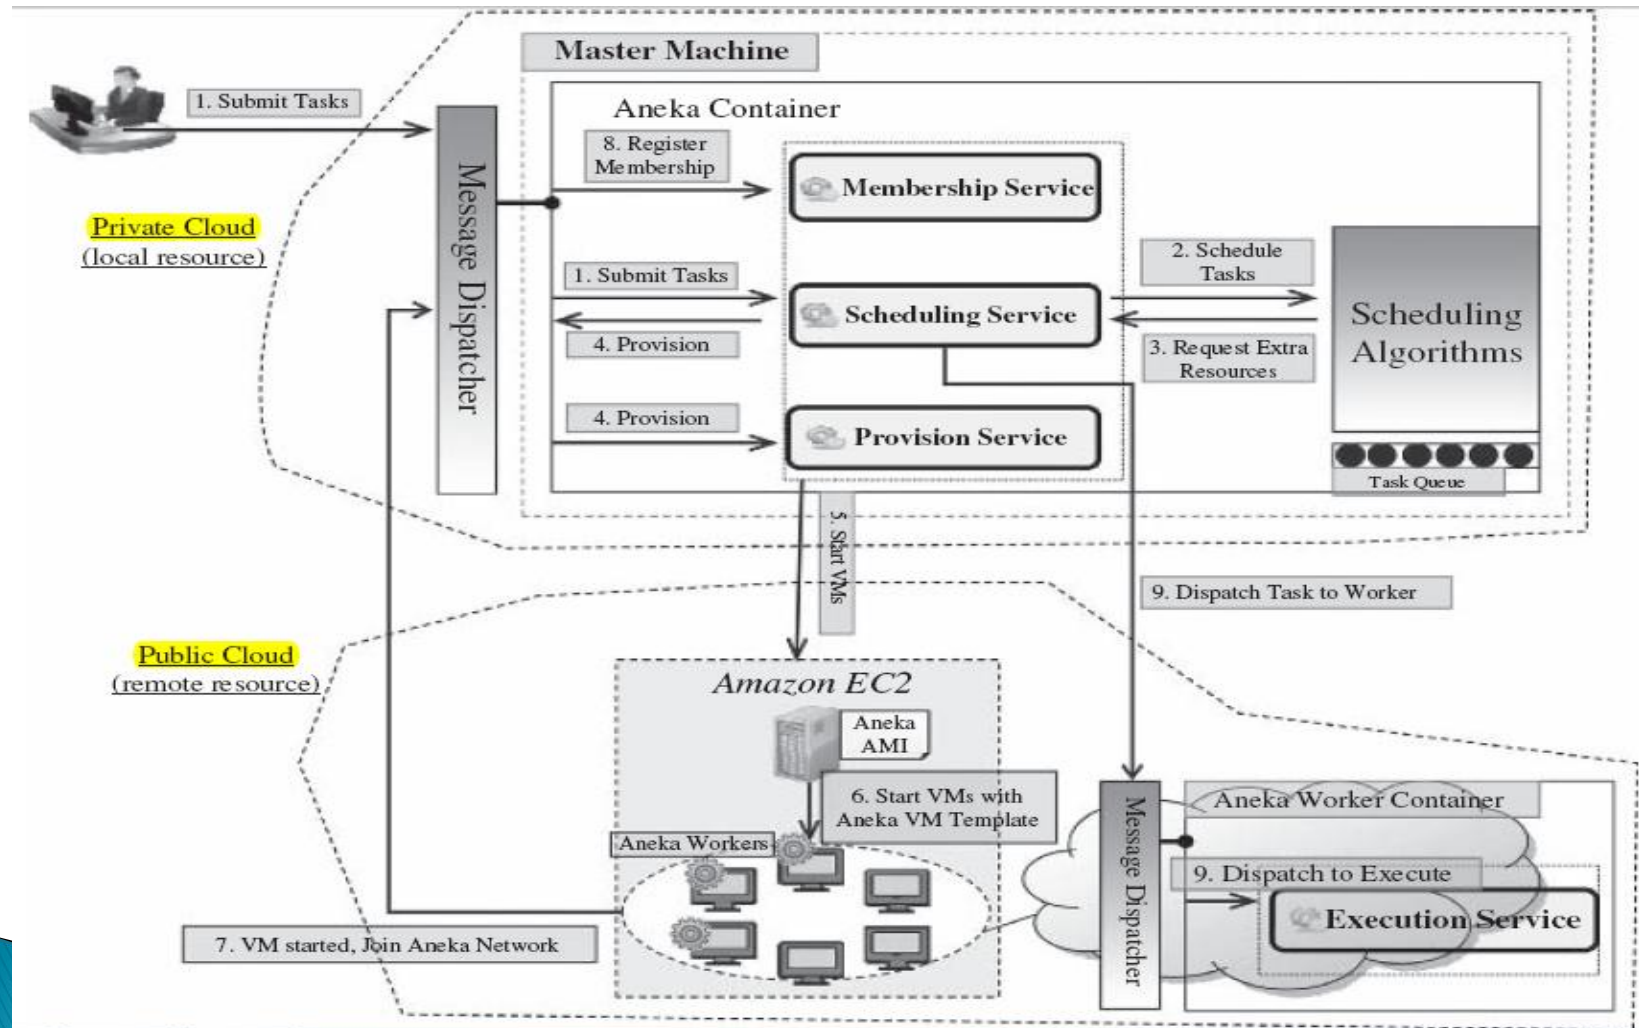 Master Machine
1. Submit Tasks
Aneka Container
8. Register
Membership
Membership Service
Message Dispatcher
Private Cloud
(local resource)
1. Submit Tasks
2. Schedule
Tasks
Scheduling Service
Scheduling
Algorithms
4. Provision
3. Request Extra
Resources
4. Provision
Provision Service
Task Queue
5. Start VMs
9. Dispatch Task to Worker
Public Cloud
(remote resource)
Amazon EC2
Aneka
AMI
6. Start VMs with
Aneka VM Template
Aneka Workers
Message Dispatcher
Aneka Worker Container
9. Dispatch to Execute
Execution Service
7. VM started, Join Aneka Network